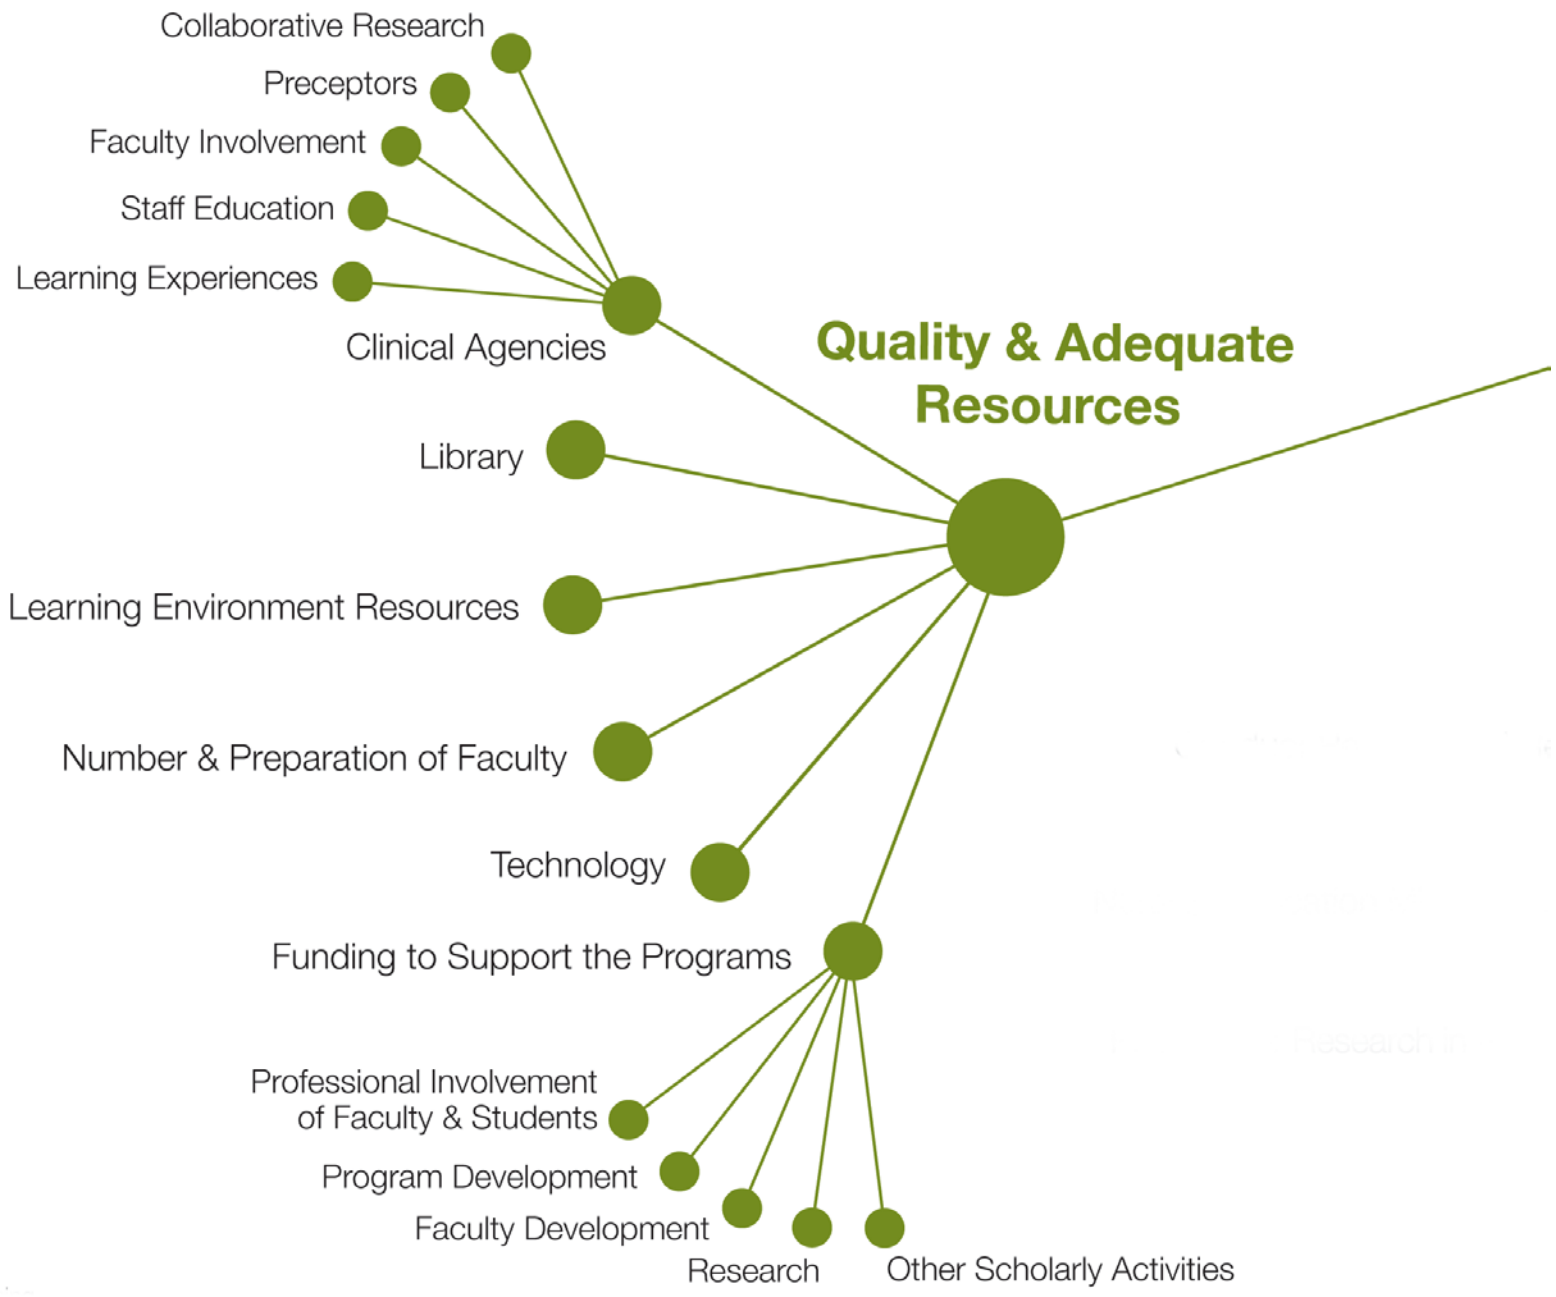 Collaborative Research
Preceptors
Faculty Involvement
Staff Education
Learning Experiences
Clinical Agencies
Quality & Adequate
Resources
Library
Learning Environment Resources
Number & Preparation of Faculty
Technology
Funding to Support the Programs
Professional Involvement
of Faculty & Students
Program Development
Faculty Development
Research
Other Scholarly Activities